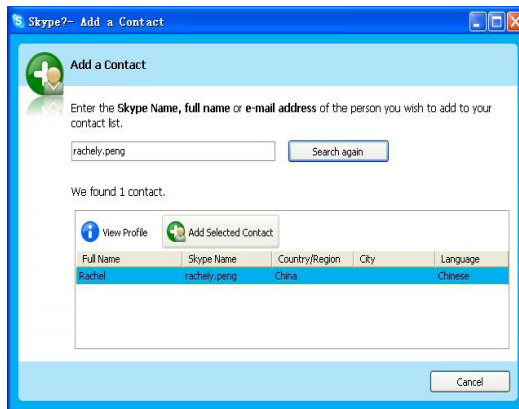 Skype?- Add a Contact
Add a Contact
Enter the Skype Name, full name or e-mail address of the person you wish to add to your
contact list.
rachely.peng Search again
We found 1 contact.
View Profile Add Selected Contact
Full Name Skype Name Country/Region City Language
Rachel rachely.peng China Chinese
Cancel